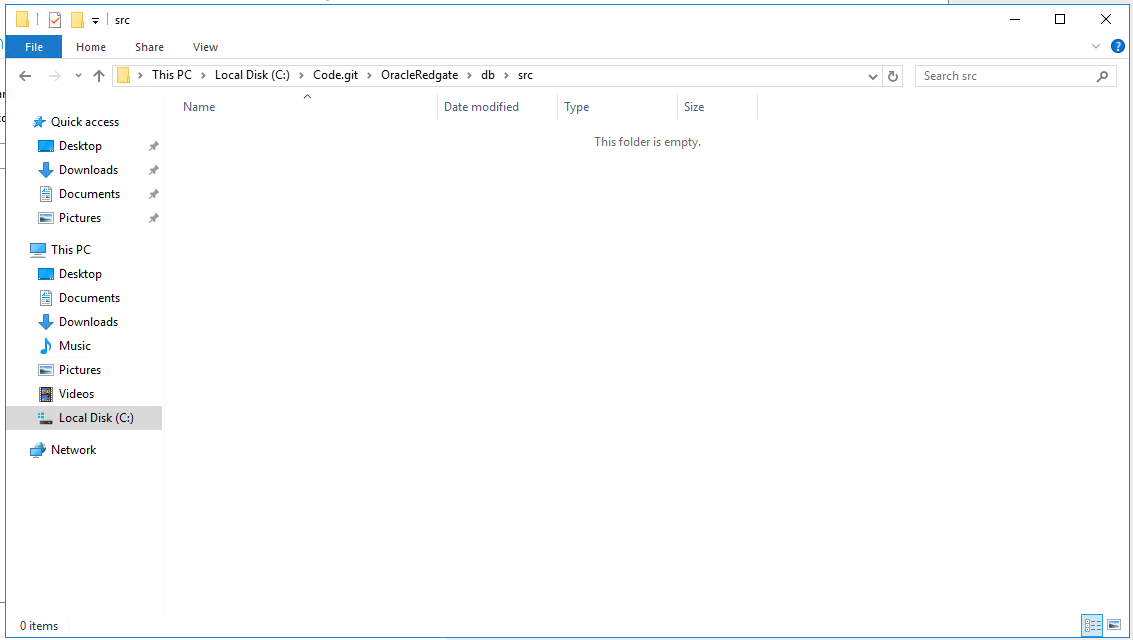 src
File Home Share View
This PC Local Disk (C:) Code.git OracleRedgate db src
Search src
Name Date modified Type Size
This folder is empty.
Quick access
Desktop
Downloads
Documents
Pictures
This PC
Desktop
Documents
Downloads
Music
Pictures
Videos
Local Disk (C:)
Network
0 items